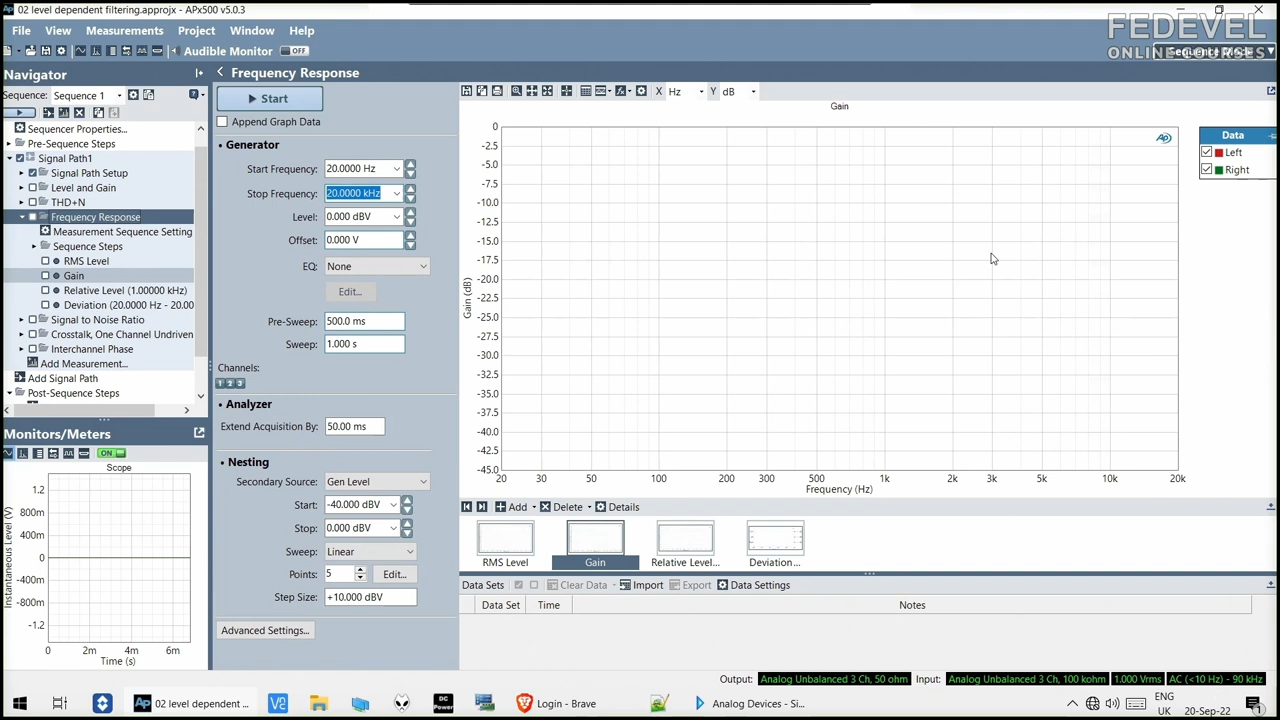 02 level dependent filtering.approjx - APx500 v5.0.3
FEDEVEL
ONLINE COURSES
File View Measurements Project Window Help
Audible Monitor OFF
Sequence Mode
Navigator
Sequence: Sequence 1
Sequencer Properties...
Pre-Sequence Steps
Signal Path1
Signal Path Setup
Level and Gain
THD+N
Frequency Response
Measurement Sequence Setting
Sequence Steps
RMS Level
Gain
Relative Level (1.00000 kHz)
Deviation (20.0000 Hz - 20.00
Signal to Noise Ratio
Crosstalk, One Channel Undriven
Interchannel Phase
Add Measurement...
Add Signal Path
Post-Sequence Steps
Monitors/Meters
ON
Scope
Instantaneous Level (V)
1.2
800m
400m
0
-400m
-800m
-1.2
0 2m 4m 6m
Time (s)
Frequency Response
Start
Append Graph Data
Generator
Start Frequency: 20.0000 Hz
Stop Frequency: 20.0000 kHz
Level: 0.000 dBV
Offset: 0.000 V
EQ: None
Edit...
Pre-Sweep: 500.0 ms
Sweep: 1.000 s
Channels:
1 2 3
Analyzer
Extend Acquisition By: 50.00 ms
Nesting
Secondary Source: Gen Level
Start: -40.000 dBV
Stop: 0.000 dBV
Sweep: Linear
Points: 5 Edit...
Step Size: +10.000 dBV
Advanced Settings...
X Hz Y dB
Gain
Gain (dB)
0
-2.5
-5.0
-7.5
-10.0
-12.5
-15.0
-17.5
-20.0
-22.5
-25.0
-27.5
-30.0
-32.5
-35.0
-37.5
-40.0
-42.5
-45.0
20 30 50 100 200 300 500 1k 2k 3k 5k 10k 20k
Frequency (Hz)
Ap
Data
Left
Right
Add Delete Details
RMS Level Gain Relative Level... Deviation...
Data Sets Clear Data Import Export Data Settings
Data Set Time Notes
Output: Analog Unbalanced 3 Ch, 50 ohm Input: Analog Unbalanced 3 Ch, 100 kohm 1.000 Vrms AC (<10 Hz) - 90 kHz
02 level dependent ... DC Power Login - Brave Analog Devices - Si...
ENG
UK
20-Sep-22
1